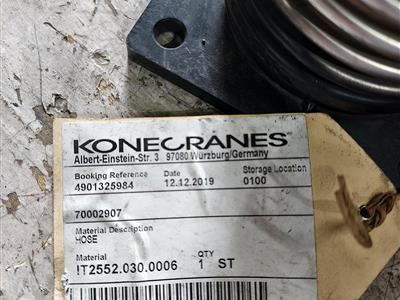 KONECRANES
Albert-Einstein-Str. 3 97080 Würzburg/Germany
Booking Reference Date Storage Location
4901325984 12.12.2019 0100
70002907
Material Description
HOSE
Material QTY
!T2552.030.0006 1 ST